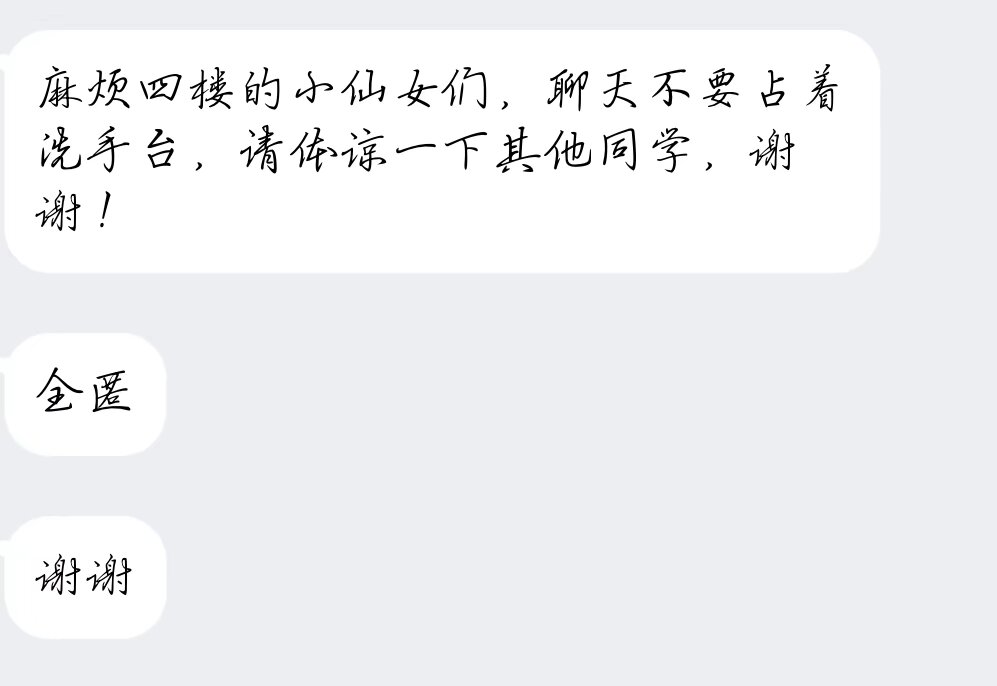 麻烦四楼的小仙女们，聊天不要占着
洗手台，请体谅一下其他同学，谢
谢！
全匿
谢谢